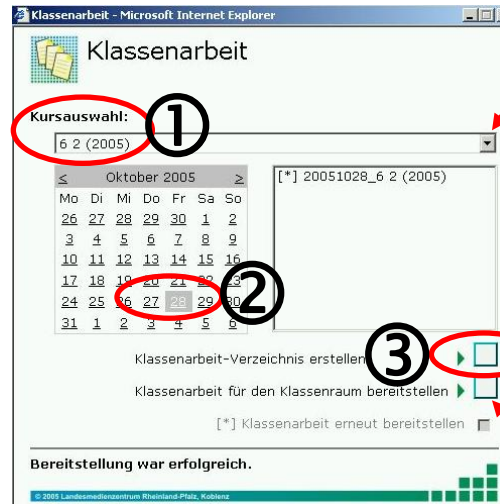 Klassenarbeit - Microsoft Internet Explorer
Klassenarbeit
Kursauswahl:
1
6 2 (2005)
< Oktober 2005 >
Mo Di Mi Do Fr Sa So
26 27 28 29 30 1 2
3 4 5 6 7 8 9
10 11 12 13 14 15 16
17 18 19 20 21 22 23
24 25 26 27 28 29 30
31 1 2 3 4 5 6
2
[*] 20051028_6 2 (2005)
Klassenarbeit-Verzeichnis erstellen
3
Klassenarbeit für den Klassenraum bereitstellen
[*] Klassenarbeit erneut bereitstellen
Bereitstellung war erfolgreich.
© 2005 Landesmedienzentrum Rheinland-Pfalz, Koblenz